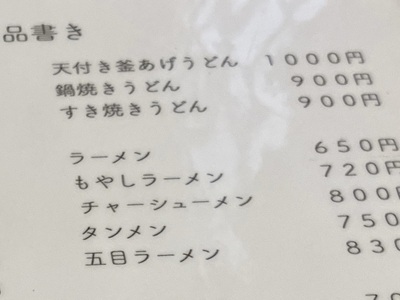 品書き
天付き釜あげうどん 1000円
鍋焼きうどん 900円
すき焼きうどん 900円
ラーメン 650円
もやしラーメン 720円
チャーシューメン 800
タンメン 750
五目ラーメン 830